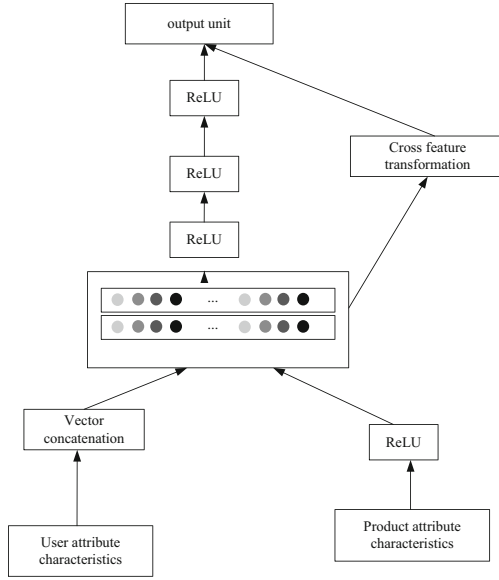 output unit
ReLU
Cross feature
transformation
ReLU
ReLU
...
...
Vector
concatenation
ReLU
User attribute
characteristics
Product attribute
characteristics